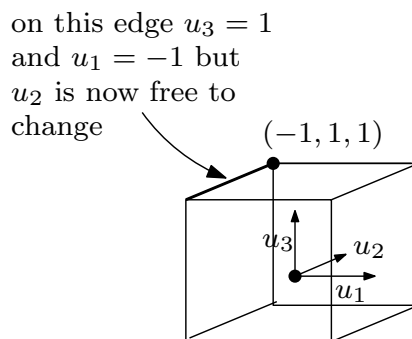 on this edge u₃ = 1
and u₁ = −1 but
u₂ is now free to
change
(−1, 1, 1)
u₃
u₂
u₁